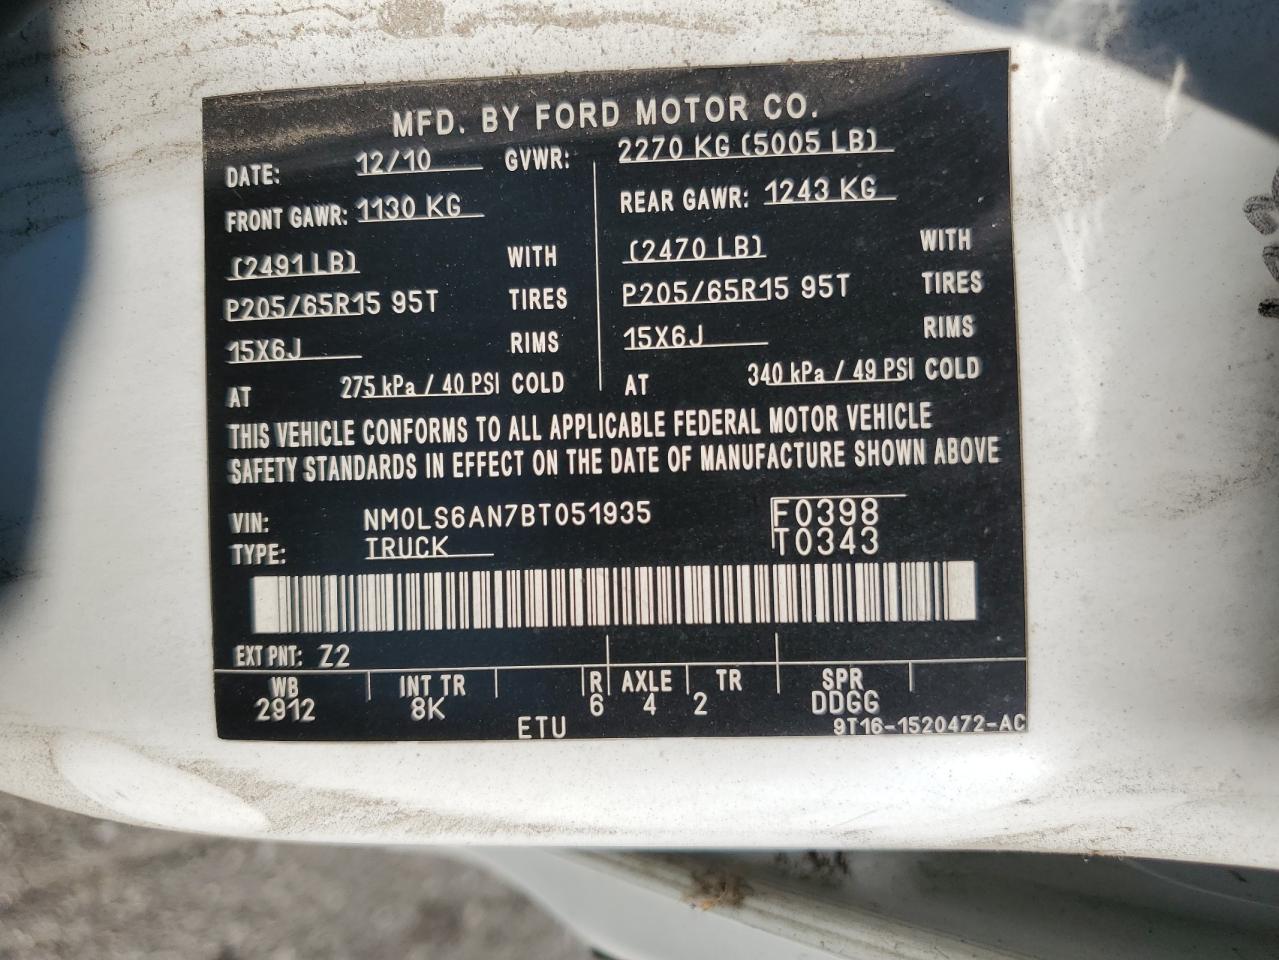 MFD. BY FORD MOTOR CO.
DATE: 12/10 GVWR: 2270 KG (5005 LB)
FRONT GAWR: 1130 KG REAR GAWR: 1243 KG
(2491 LB) WITH (2470 LB) WITH
P205/65R15 95T TIRES P205/65R15 95T TIRES
15X6J RIMS 15X6J RIMS
AT 275 kPa / 40 PSI COLD AT 340 kPa / 49 PSI COLD
THIS VEHICLE CONFORMS TO ALL APPLICABLE FEDERAL MOTOR VEHICLE
SAFETY STANDARDS IN EFFECT ON THE DATE OF MANUFACTURE SHOWN ABOVE
VIN: NM0LS6AN7BT051935 F0398
TYPE: TRUCK T0343
EXT PNT: Z2
WB INT TR R AXLE TR SPR
2912 8K 6 4 2 DDGG
ETU 9T16-1520472-AC